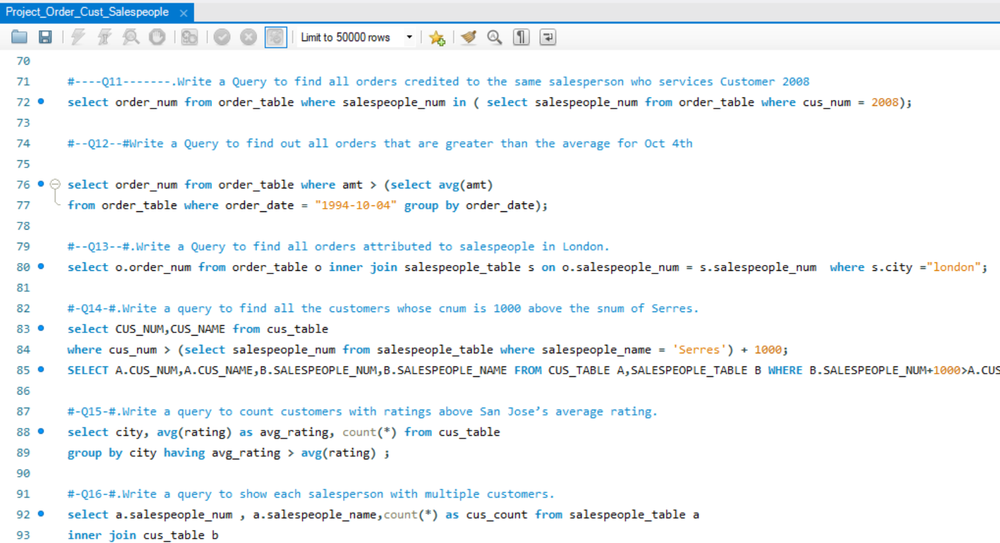 Project_Order_Cust_Salespeople ×
Limit to 50000 rows
70
71 #----Q11-------.Write a Query to find all orders credited to the same salesperson who services Customer 2008
72 select order_num from order_table where salespeople_num in ( select salespeople_num from order_table where cus_num = 2008);
73
74 #--Q12--#Write a Query to find out all orders that are greater than the average for Oct 4th
75
76 select order_num from order_table where amt > (select avg(amt)
77 from order_table where order_date = "1994-10-04" group by order_date);
78
79 #--Q13--#.Write a Query to find all orders attributed to salespeople in London.
80 select o.order_num from order_table o inner join salespeople_table s on o.salespeople_num = s.salespeople_num  where s.city ="london";
81
82 #-Q14-#.Write a query to find all the customers whose cnum is 1000 above the snum of Serres.
83 select CUS_NUM,CUS_NAME from cus_table
84 where cus_num > (select salespeople_num from salespeople_table where salespeople_name = 'Serres') + 1000;
85 SELECT A.CUS_NUM,A.CUS_NAME,B.SALESPEOPLE_NUM,B.SALESPEOPLE_NAME FROM CUS_TABLE A,SALESPEOPLE_TABLE B WHERE B.SALESPEOPLE_NUM+1000>A.CUS
86
87 #-Q15-#.Write a query to count customers with ratings above San Jose’s average rating.
88 select city, avg(rating) as avg_rating, count(*) from cus_table
89 group by city having avg_rating > avg(rating) ;
90
91 #-Q16-#.Write a query to show each salesperson with multiple customers.
92 select a.salespeople_num , a.salespeople_name,count(*) as cus_count from salespeople_table a
93 inner join cus_table b